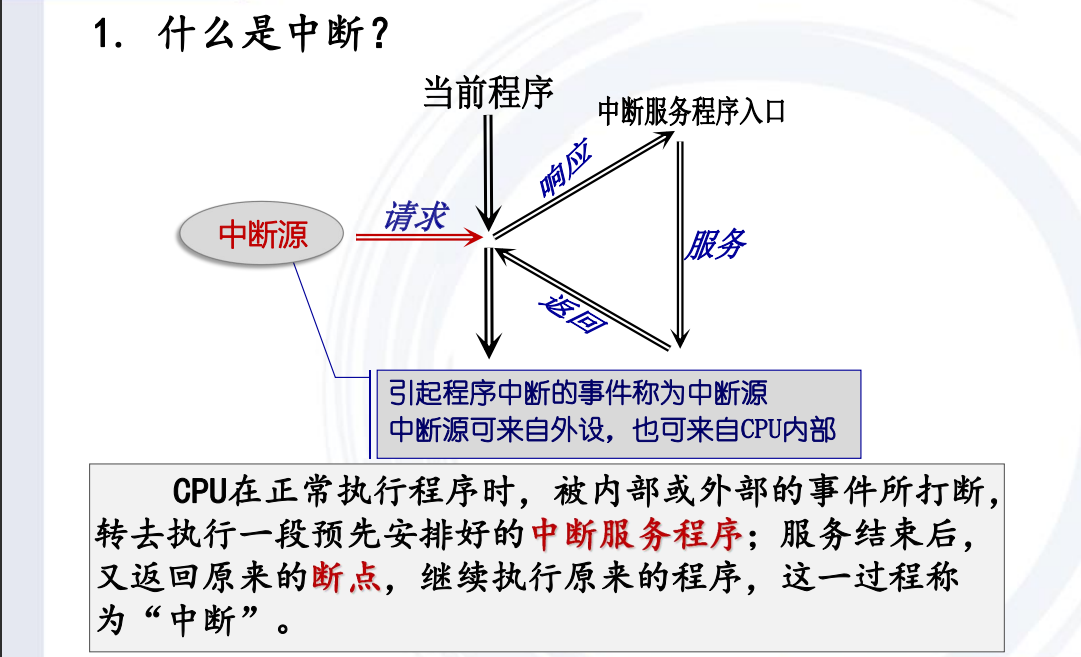 1. 什么是中断?
当前程序
中断服务程序入口
响应
请求
中断源
服务
返回
引起程序中断的事件称为中断源
中断源可来自外设，也可来自CPU内部
CPU在正常执行程序时，被内部或外部的事件所打断，
转去执行一段预先安排好的中断服务程序；服务结束后，
又返回原来的断点，继续执行原来的程序，这一过程称
为“中断”。